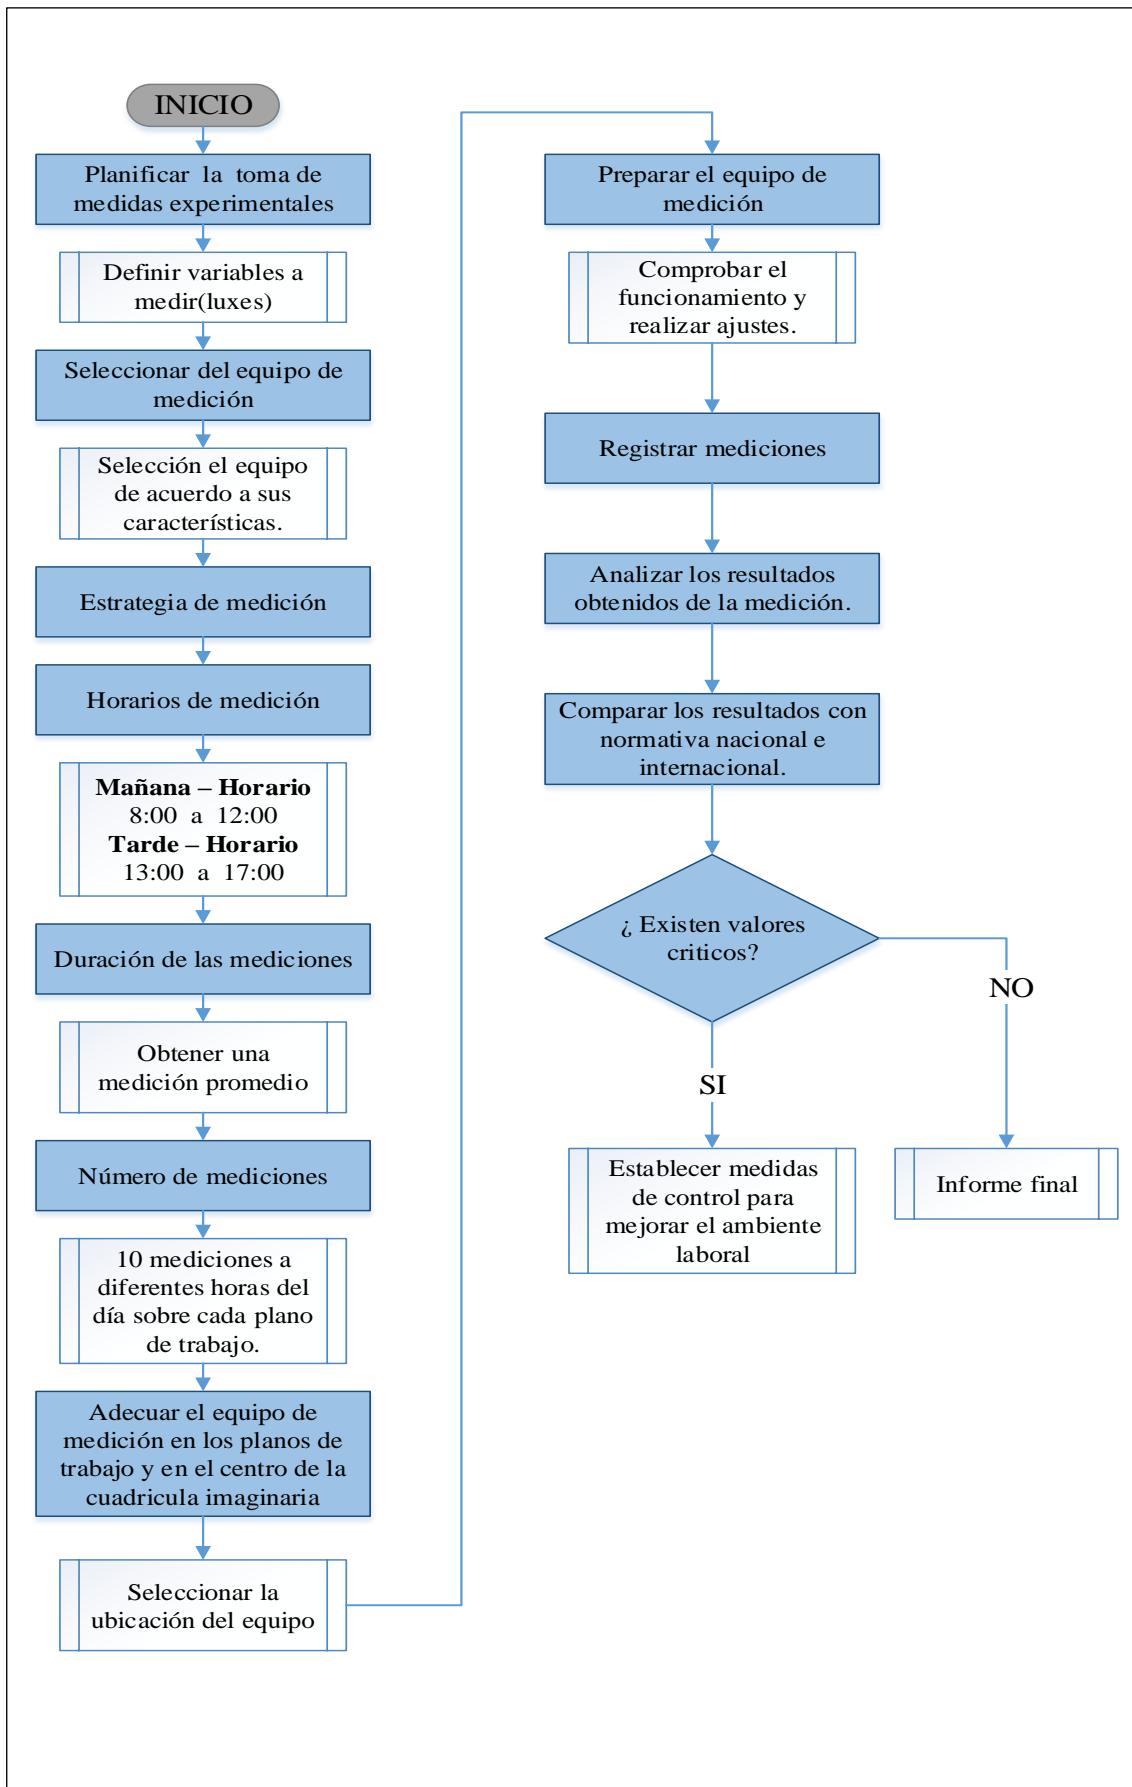 INICIO
Planificar la toma de
medidas experimentales
Definir variables a
medir(luxes)
Seleccionar del equipo de
medición
Selección el equipo
de acuerdo a sus
características.
Estrategia de medición
Horarios de medición
Mañana – Horario
8:00 a 12:00
Tarde – Horario
13:00 a 17:00
Duración de las mediciones
Obtener una
medición promedio
Número de mediciones
10 mediciones a
diferentes horas del
día sobre cada plano
de trabajo.
Adecuar el equipo de
medición en los planos de
trabajo y en el centro de la
cuadricula imaginaria
Seleccionar la
ubicación del equipo
Preparar el equipo de
medición
Comprobar el
funcionamiento y
realizar ajustes.
Registrar mediciones
Analizar los resultados
obtenidos de la medición.
Comparar los resultados con
normativa nacional e
internacional.
¿ Existen valores
criticos?
NO
SI
Establecer medidas
de control para
mejorar el ambiente
laboral
Informe final